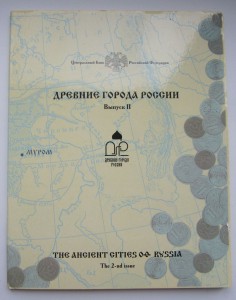 Центральный Банк Российской Федерации
ДРЕВНИЕ ГОРОДА РОССИИ
Выпуск II
МУРОМ
ДРЕВНИЕ ГОРОДА
РОССИИ
THE ANCIENT CITIES OF RUSSIA
The 2-nd issue